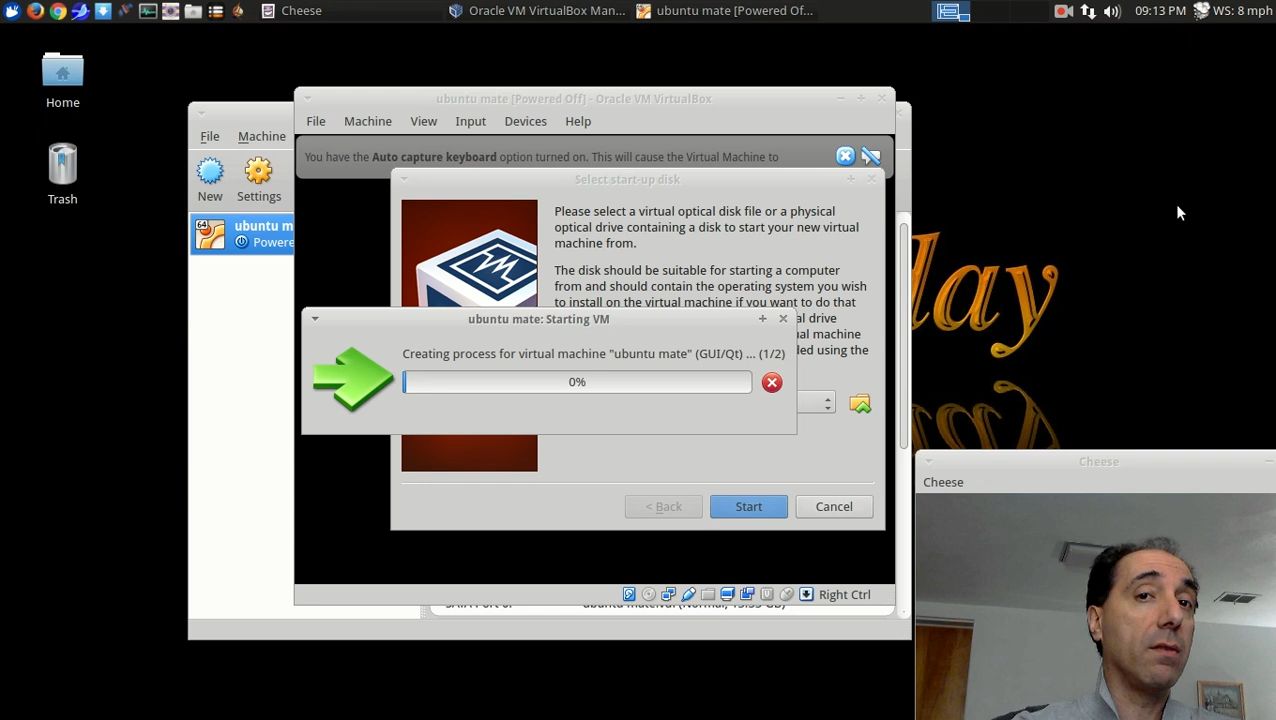 Cheese
Oracle VM VirtualBox Man...
ubuntu mate [Powered Of...
09:13 PM
WS: 8 mph
Home
Trash
File
Machine
New
Settings
64
ubuntu m
Powere
ubuntu mate [Powered Off] - Oracle VM VirtualBox
File
Machine
View
Input
Devices
Help
You have the Auto capture keyboard option turned on. This will cause the Virtual Machine to
Select start-up disk
Please select a virtual optical disk file or a physical
optical drive containing a disk to start your new virtual
machine from.
The disk should be suitable for starting a computer
from and should contain the operating system you wish
to install on the virtual machine if you want to do that
al drive
ual machine
led using the
ubuntu mate: Starting VM
Creating process for virtual machine "ubuntu mate" (GUI/Qt) ... (1/2)
0%
< Back
Start
Cancel
Right Ctrl
lay
Cheese
Cheese